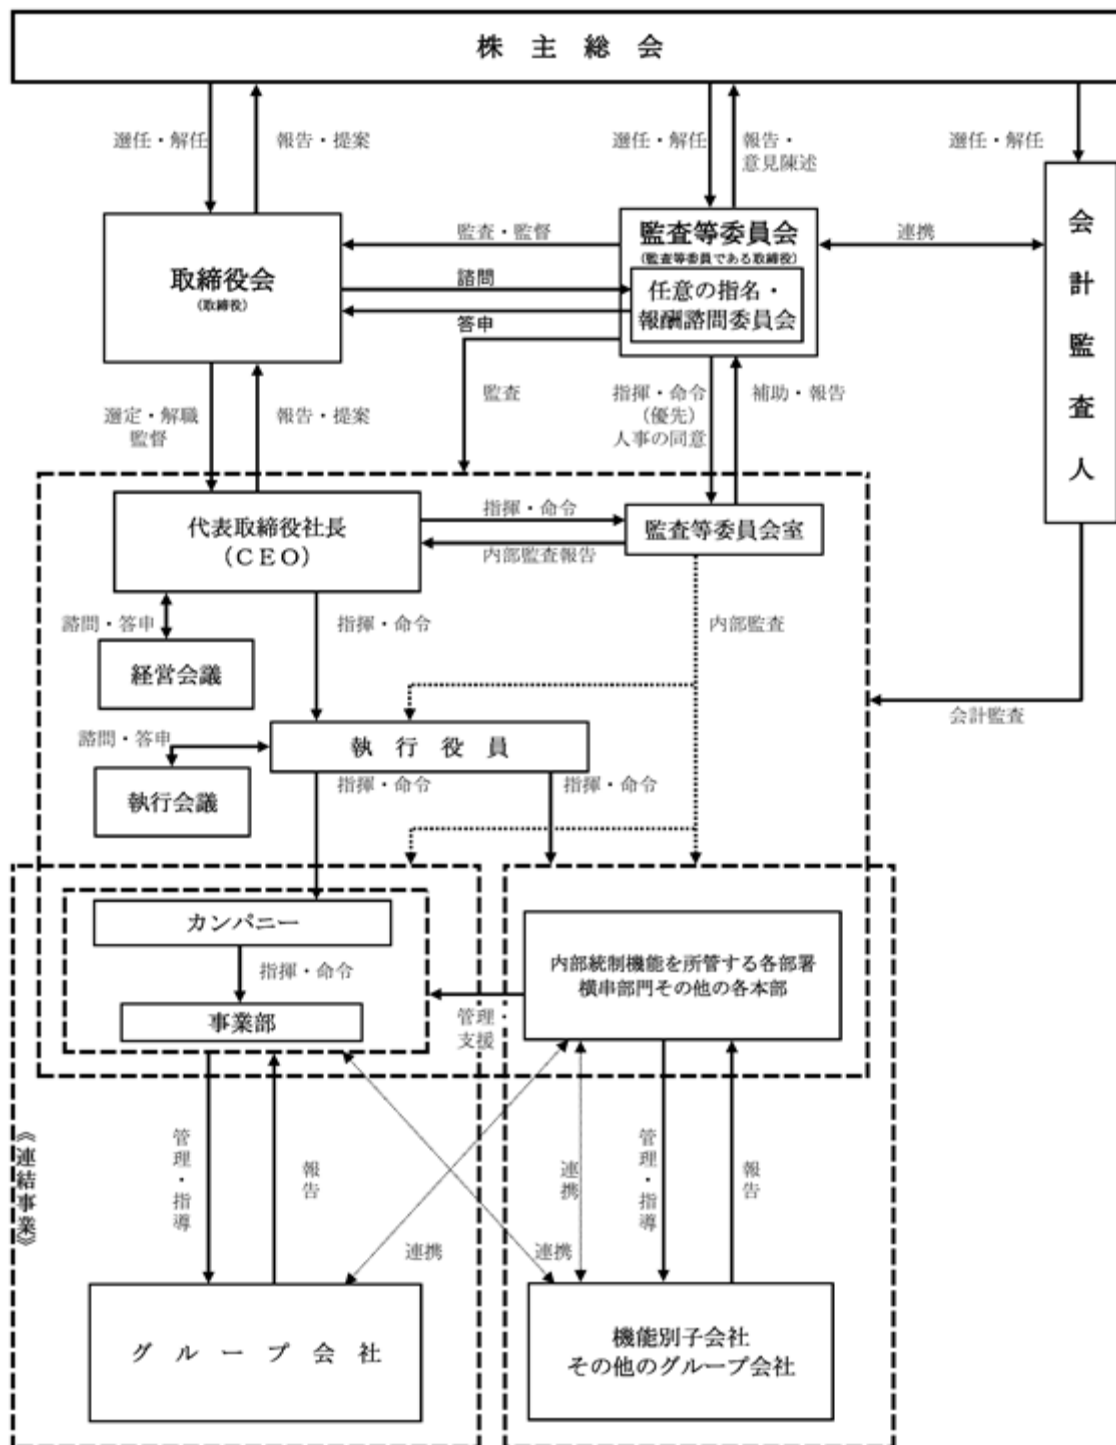 株主総会
選任・解任
報告・提案
選任・解任
報告・
意見陳述
選任・解任
取締役会
(取締役)
監査・監督
諮問
答申
監査等委員会
(監査等委員である取締役)
任意の指名・
報酬諮問委員会
連携
会計監査人
選定・解職
監督
報告・提案
監査
指揮・命令
(優先)
人事の同意
補助・報告
代表取締役社長
(CEO)
指揮・命令
内部監査報告
監査等委員会室
諮問・答申
指揮・命令
内部監査
経営会議
会計監査
諮問・答申
執行役員
執行会議
指揮・命令
指揮・命令
カンパニー
指揮・命令
事業部
内部統制機能を所管する各部署
横串部門その他の各本部
管理・
支援
《連結事業》
管理・指導
報告
連携
連携
連携
管理・指導
報告
グループ会社
機能別子会社
その他のグループ会社